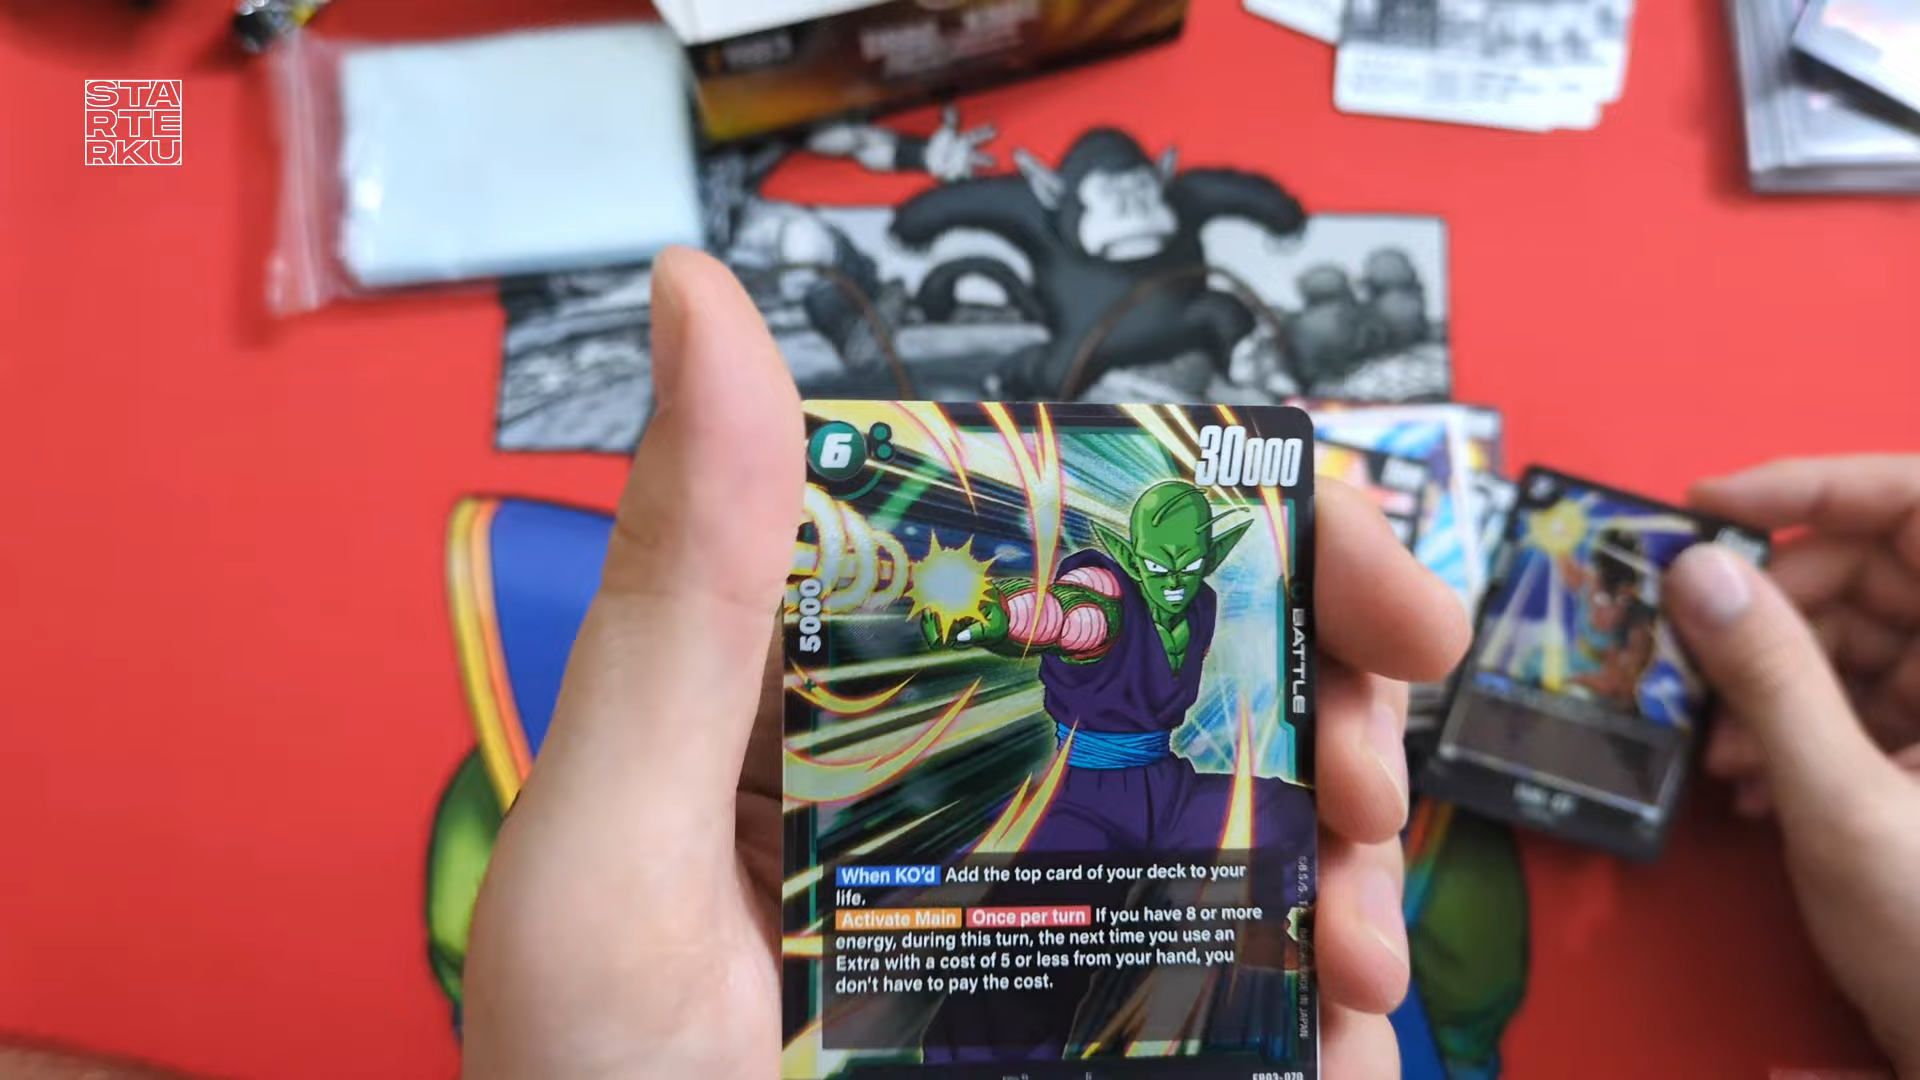 STA
RTE
RKU
6
30000
5000
BATTLE
When KO'd Add the top card of your deck to your
life.
Activate Main Once per turn If you have 8 or more
energy, during this turn, the next time you use an
Extra with a cost of 5 or less from your hand, you
don't have to pay the cost.